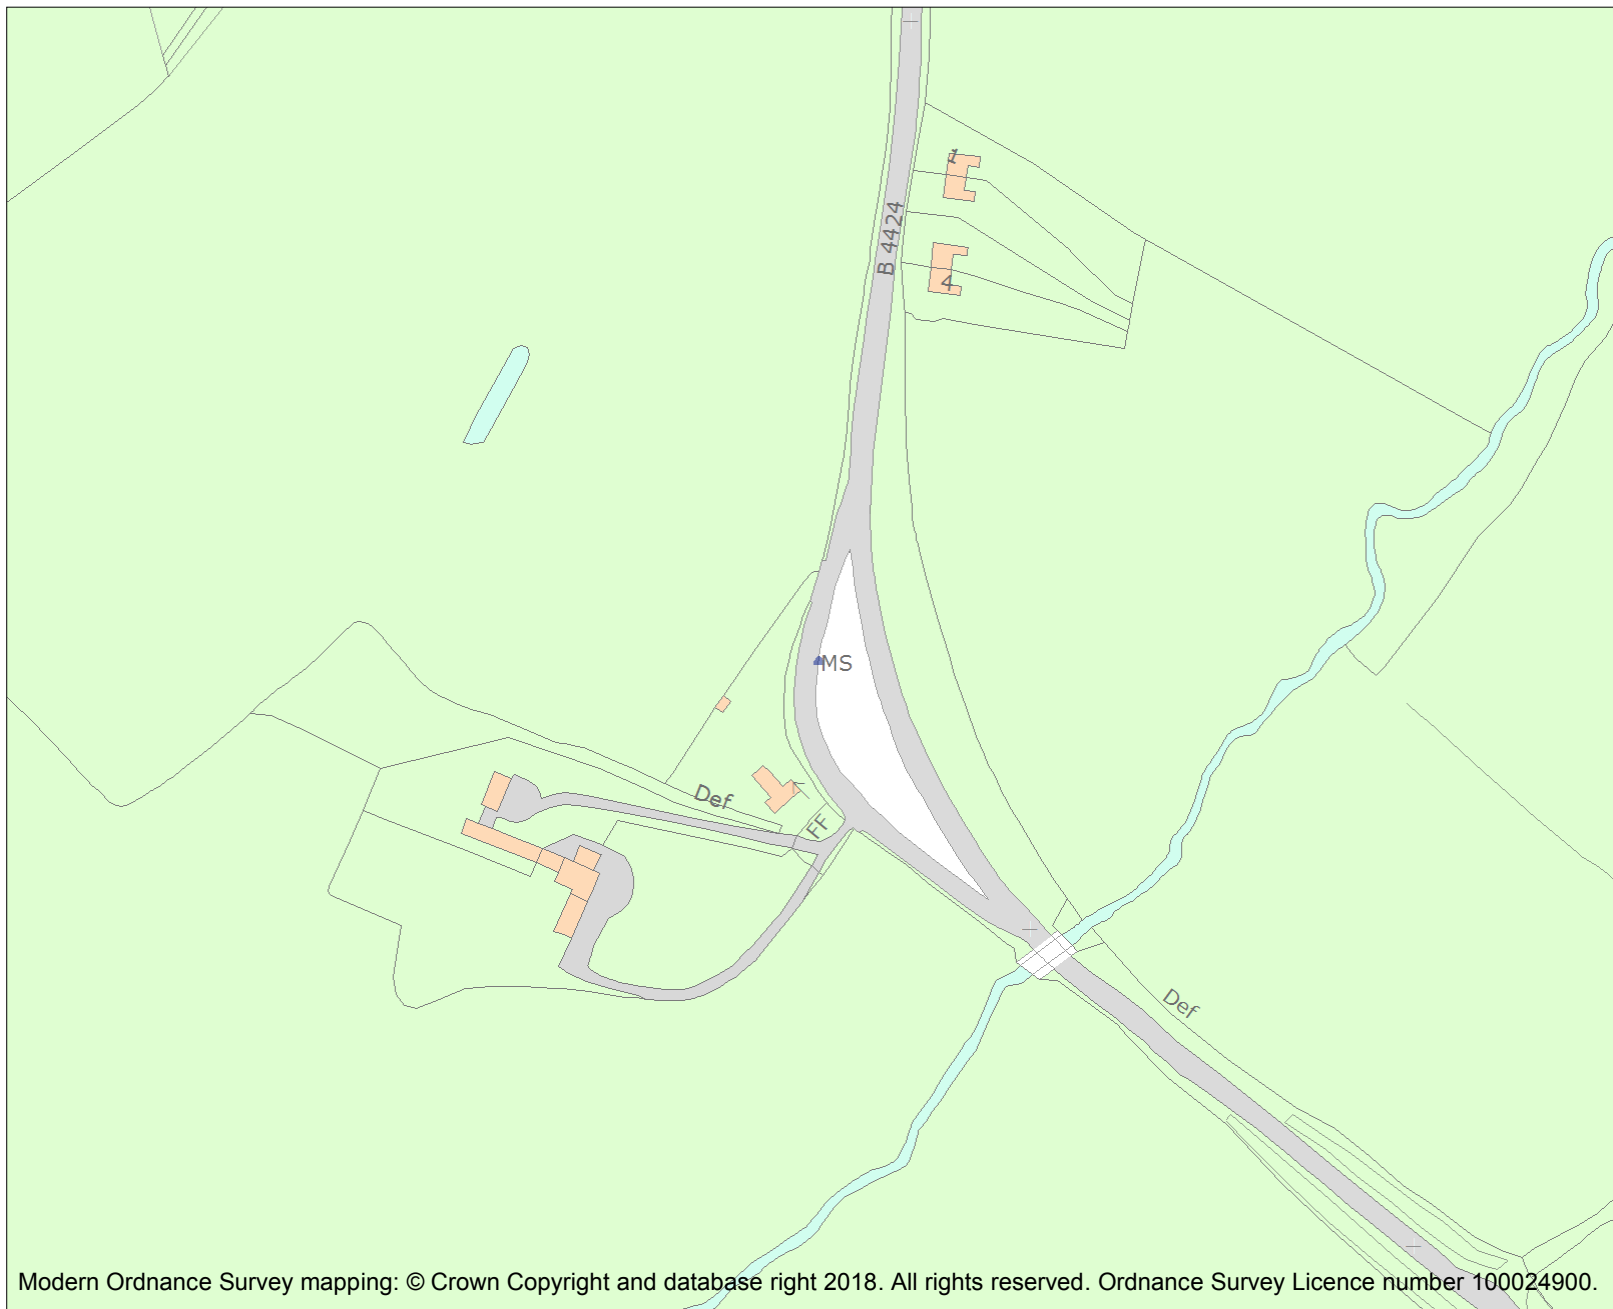 1
B 4424
4
MS
Def
FF
Def
Modern Ordnance Survey mapping: © Crown Copyright and database right 2018. All rights reserved. Ordnance Survey Licence number 100024900.